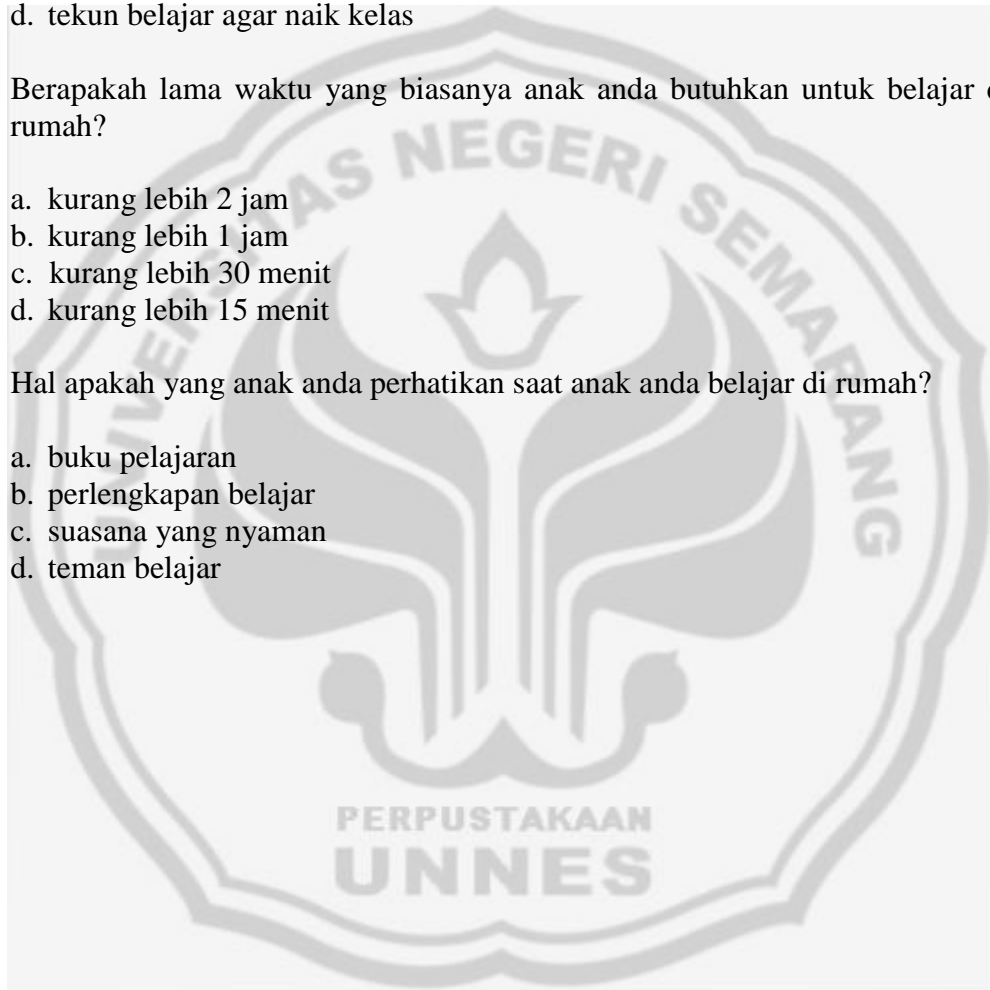 d. tekun belajar agar naik kelas
Berapakah lama waktu yang biasanya anak anda butuhkan untuk belajar
rumah?
a. kurang lebih 2 jam
b. kurang lebih 1 jam
c. kurang lebih 30 menit
d. kurang lebih 15 menit
Hal apakah yang anak anda perhatikan saat anak anda belajar di rumah?
a. buku pelajaran
b. perlengkapan belajar
c. suasana yang nyaman
d. teman belajar
UNIVERSITAS NEGERI SEMARANG
PERPUSTAKAAN
UNNES